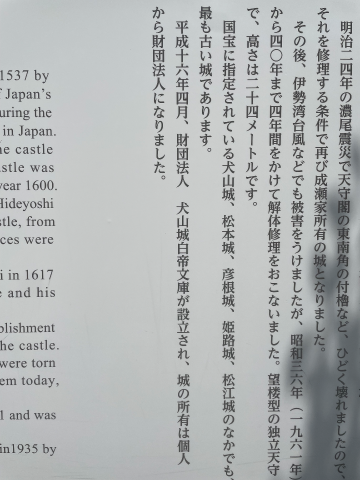 明治二四年の濃尾震災で天守閣の東南角の付櫓など、ひどく壊れましたので、
それを修理する条件で再び成瀬家所有の城となりました。
その後、伊勢湾台風などでも被害をうけましたが、昭和三六年（一九六一年）
から四〇年まで四年間をかけて解体修理をおこないました。望楼型の独立天守
で、高さは二十四メートルです。
国宝に指定されている犬山城、松本城、彦根城、姫路城、松江城のなかでも、
最も古い城であります。
平成十六年四月、財団法人　犬山城白帝文庫が設立され、城の所有は個人
から財団法人になりました。
1537 by
f Japan's
uring the
in Japan.
he castle
stle was
year 1600.
Hideyoshi
stle, from
ces were
i in 1617
e and his
blishment
he castle.
were torn
em today,
1 and was
in1935 by